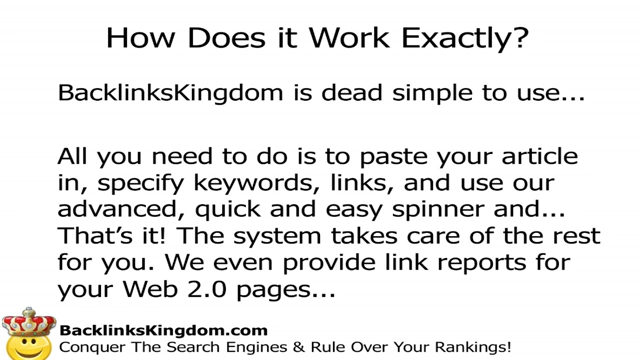 How Does it Work Exactly?
BacklinksKingdom is dead simple to use...
All you need to do is to paste your article
in, specify keywords, links, and use our
advanced, quick and easy spinner and...
That's it! The system takes care of the rest
for you. We even provide link reports for
your Web 2.0 pages...
BacklinksKingdom.com
Conquer The Search Engines & Rule Over Your Rankings!